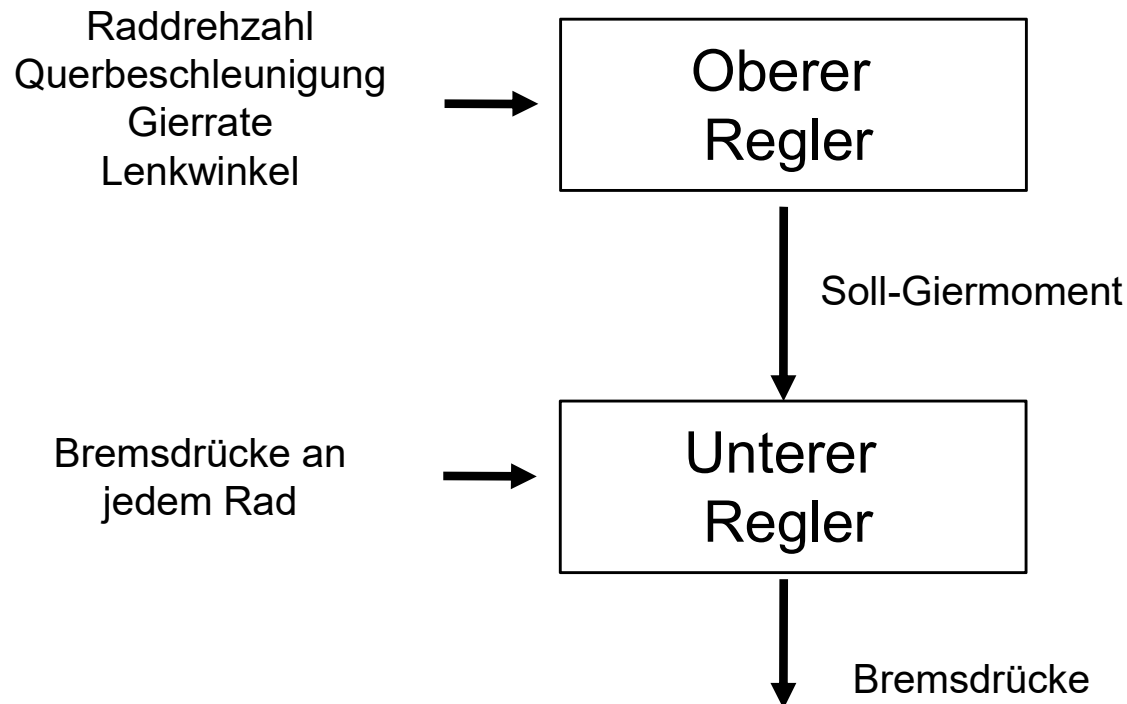 Raddrehzahl
Querbeschleunigung
Gierrate
Lenkwinkel
Oberer
Regler
Soll-Giermoment
Bremsdrücke an
jedem Rad
Unterer
Regler
Bremsdrücke